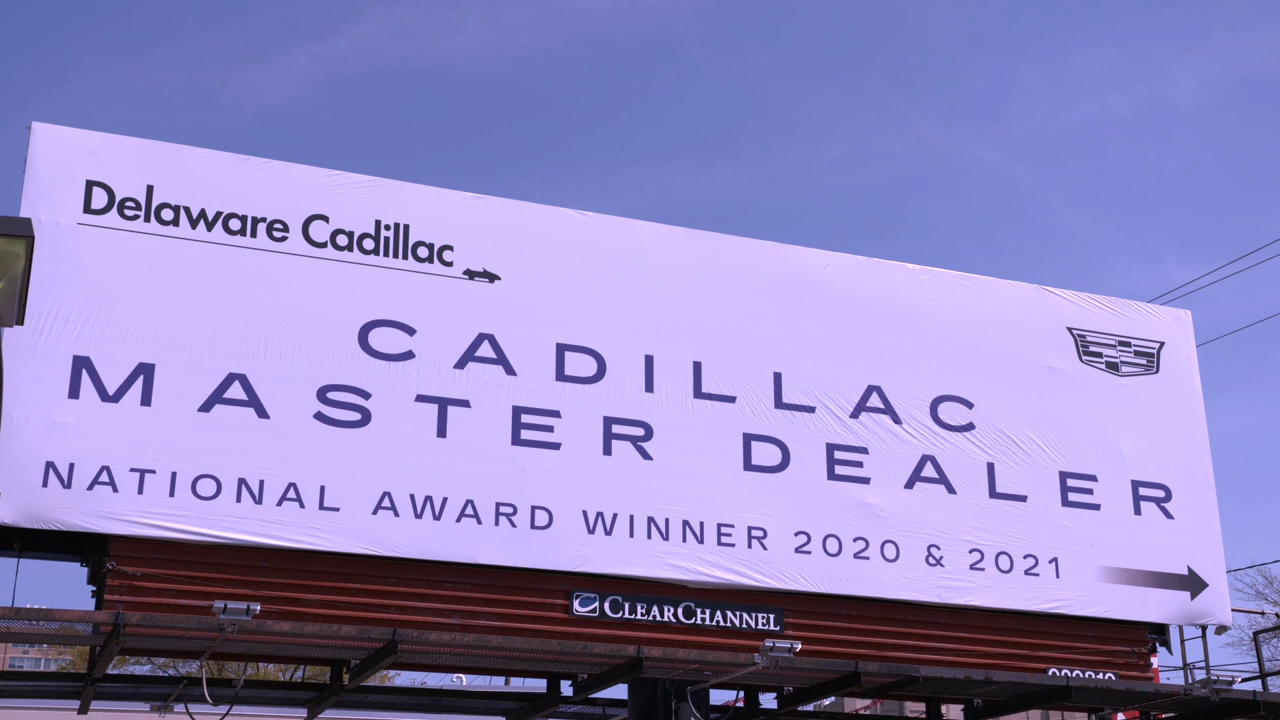 Delaware Cadillac
CADILLAC
MASTER DEALER
NATIONAL AWARD WINNER 2020 & 2021
CLEARCHANNEL